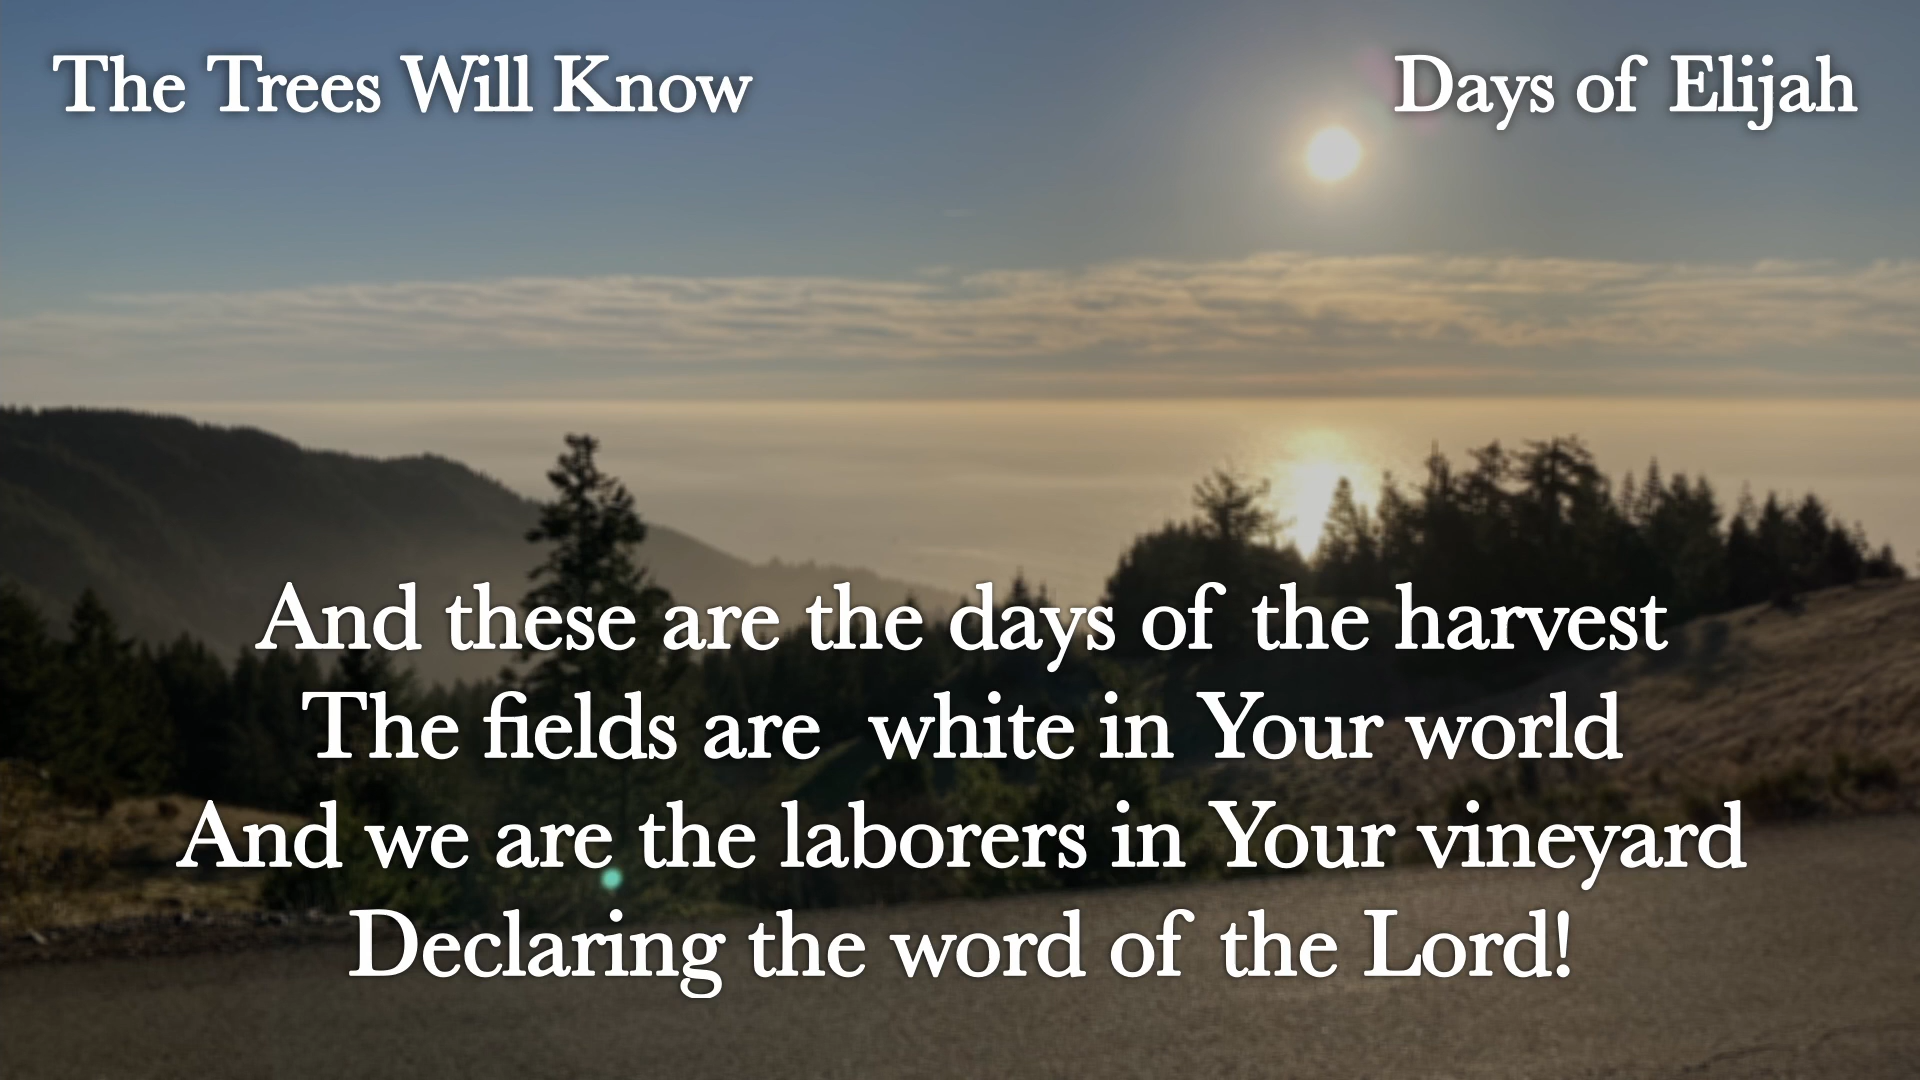 The Trees Will Know
Days of Elijah
And these are the days of the harvest
The fields are  white in Your world
And we are the laborers in Your vineyard
Declaring the word of the Lord!